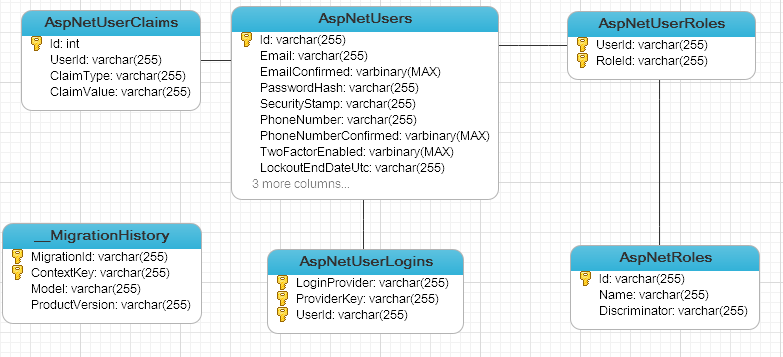 AspNetUserClaims
Id: int
UserId: varchar(255)
ClaimType: varchar(255)
ClaimValue: varchar(255)
AspNetUsers
Id: varchar(255)
Email: varchar(255)
EmailConfirmed: varbinary(MAX)
PasswordHash: varchar(255)
SecurityStamp: varchar(255)
PhoneNumber: varchar(255)
PhoneNumberConfirmed: varbinary(MAX)
TwoFactorEnabled: varbinary(MAX)
LockoutEndDateUtc: varchar(255)
3 more columns...
AspNetUserRoles
UserId: varchar(255)
RoleId: varchar(255)
__MigrationHistory
MigrationId: varchar(255)
ContextKey: varchar(255)
Model: varchar(255)
ProductVersion: varchar(255)
AspNetUserLogins
LoginProvider: varchar(255)
ProviderKey: varchar(255)
UserId: varchar(255)
AspNetRoles
Id: varchar(255)
Name: varchar(255)
Discriminator: varchar(255)